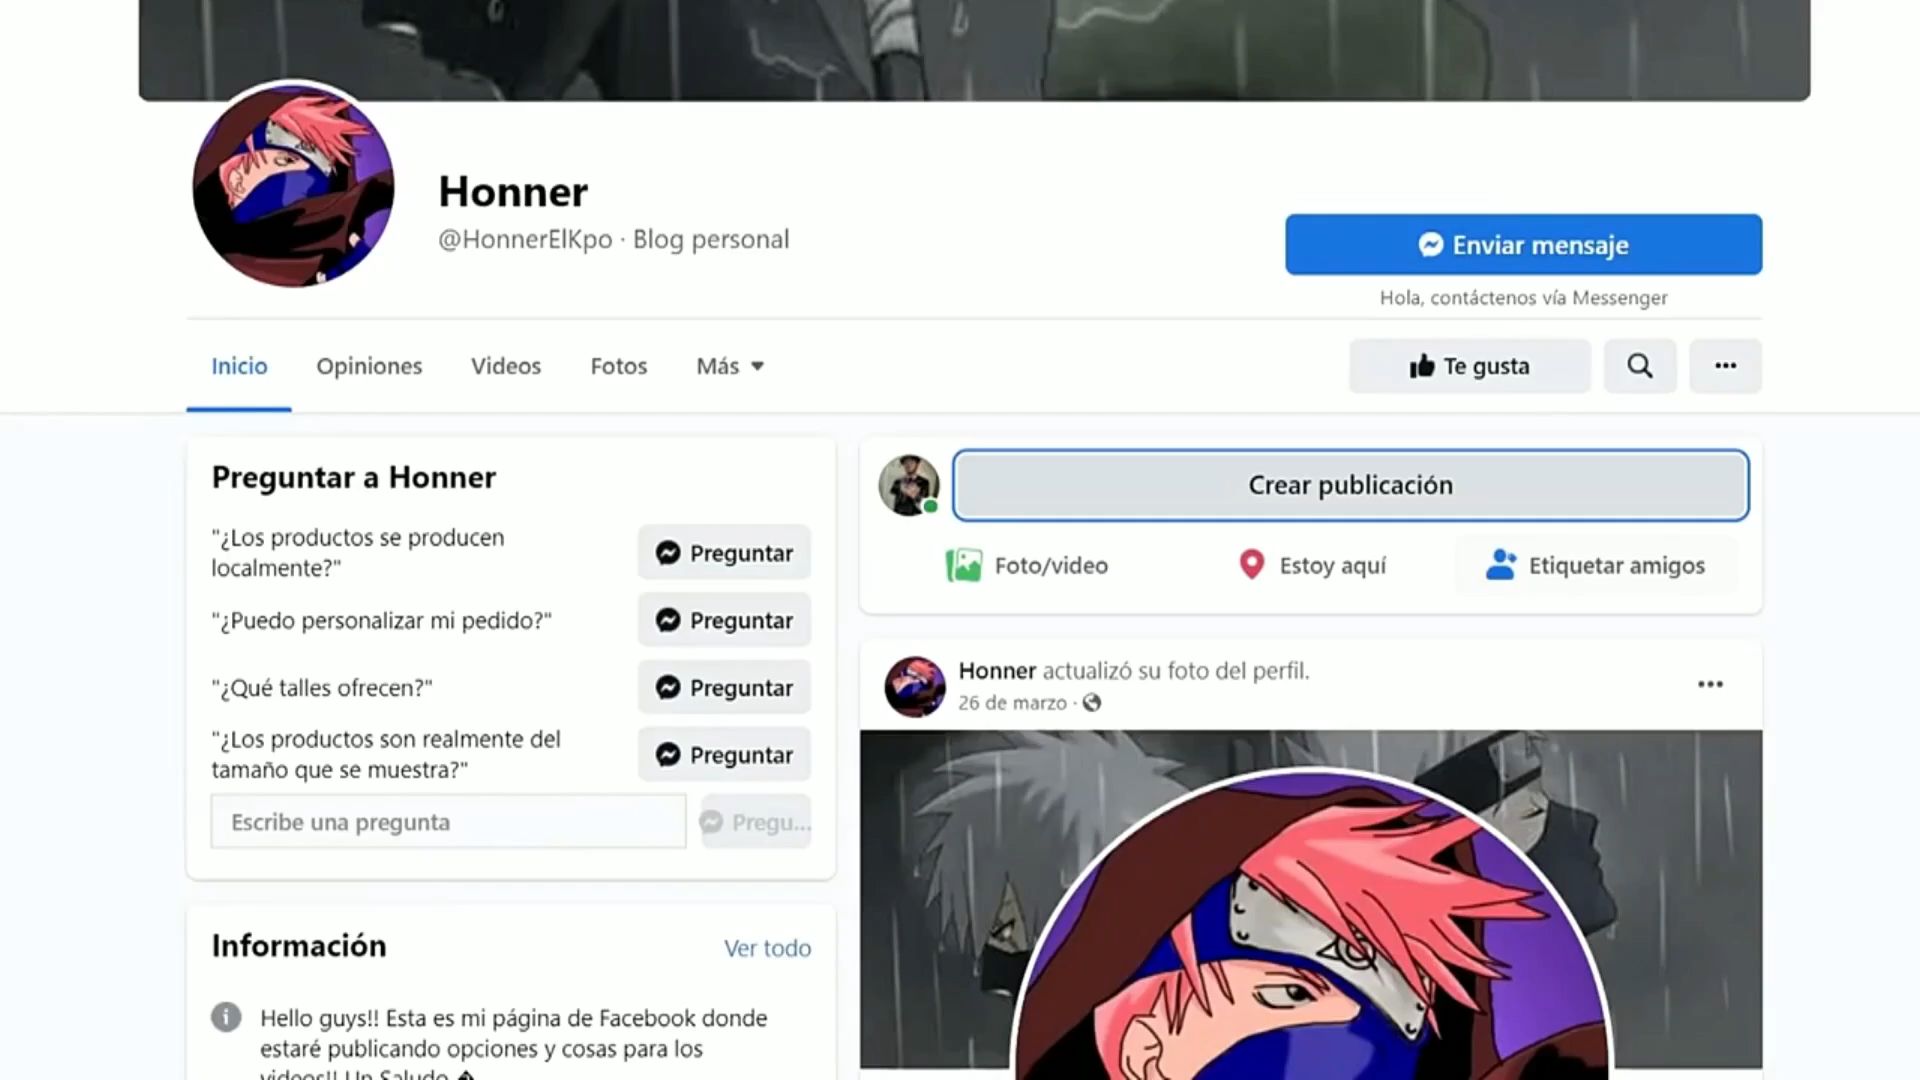 Honner
@HonnerElKpo · Blog personal
Enviar mensaje
Hola, contáctenos vía Messenger
Inicio
Opiniones
Videos
Fotos
Más
Te gusta
Preguntar a Honner
"¿Los productos se producen
localmente?"
Preguntar
"¿Puedo personalizar mi pedido?"
Preguntar
"¿Qué talles ofrecen?"
Preguntar
"¿Los productos son realmente del
tamaño que se muestra?"
Preguntar
Escribe una pregunta
Pregu...
Información
Ver todo
Hello guys!! Esta es mi página de Facebook donde
estaré publicando opciones y cosas para los
videos!! Un Saludo
Crear publicación
Foto/video
Estoy aquí
Etiquetar amigos
Honner actualizó su foto del perfil.
26 de marzo ·